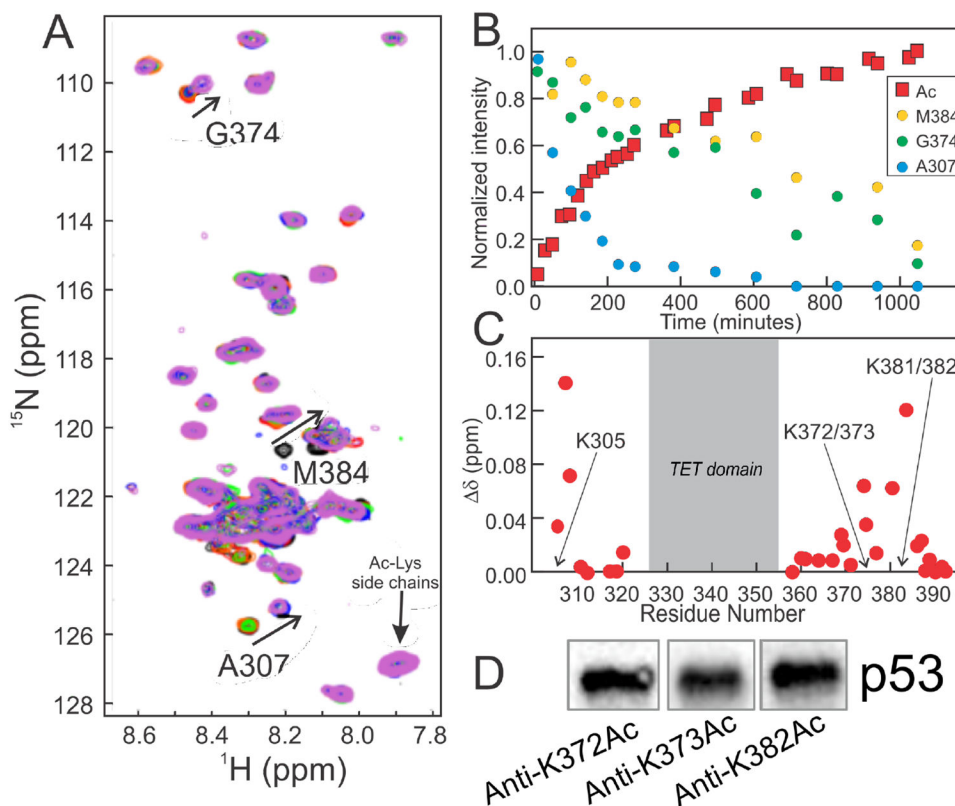 A
110
112
114
116
118
120
122
124
126
128
¹⁵N (ppm)
G374
M384
A307
Ac-Lys
side chains
8.6
8.4
8.2
8.0
7.8
¹H (ppm)
B
Normalized intensity
1.0
0.8
0.6
0.4
0.2
0.0
Ac
M384
G374
A307
0
200
400
600
800
1000
Time (minutes)
C
Δδ (ppm)
0.16
0.12
0.08
0.04
0.00
K305
TET domain
K372/373
K381/382
310
320
330
340
350
360
370
380
390
Residue Number
D
p53
Anti-K372Ac
Anti-K373Ac
Anti-K382Ac